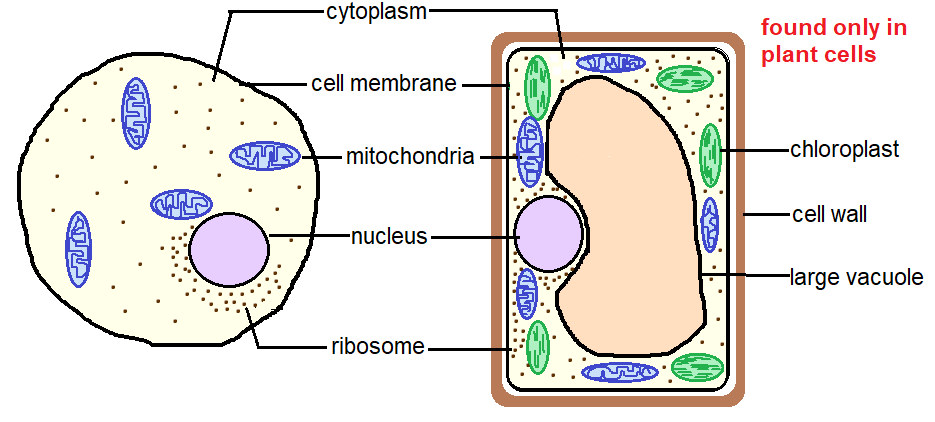 cytoplasm
found only in
plant cells
cell membrane
mitochondria
chloroplast
cell wall
nucleus
large vacuole
ribosome